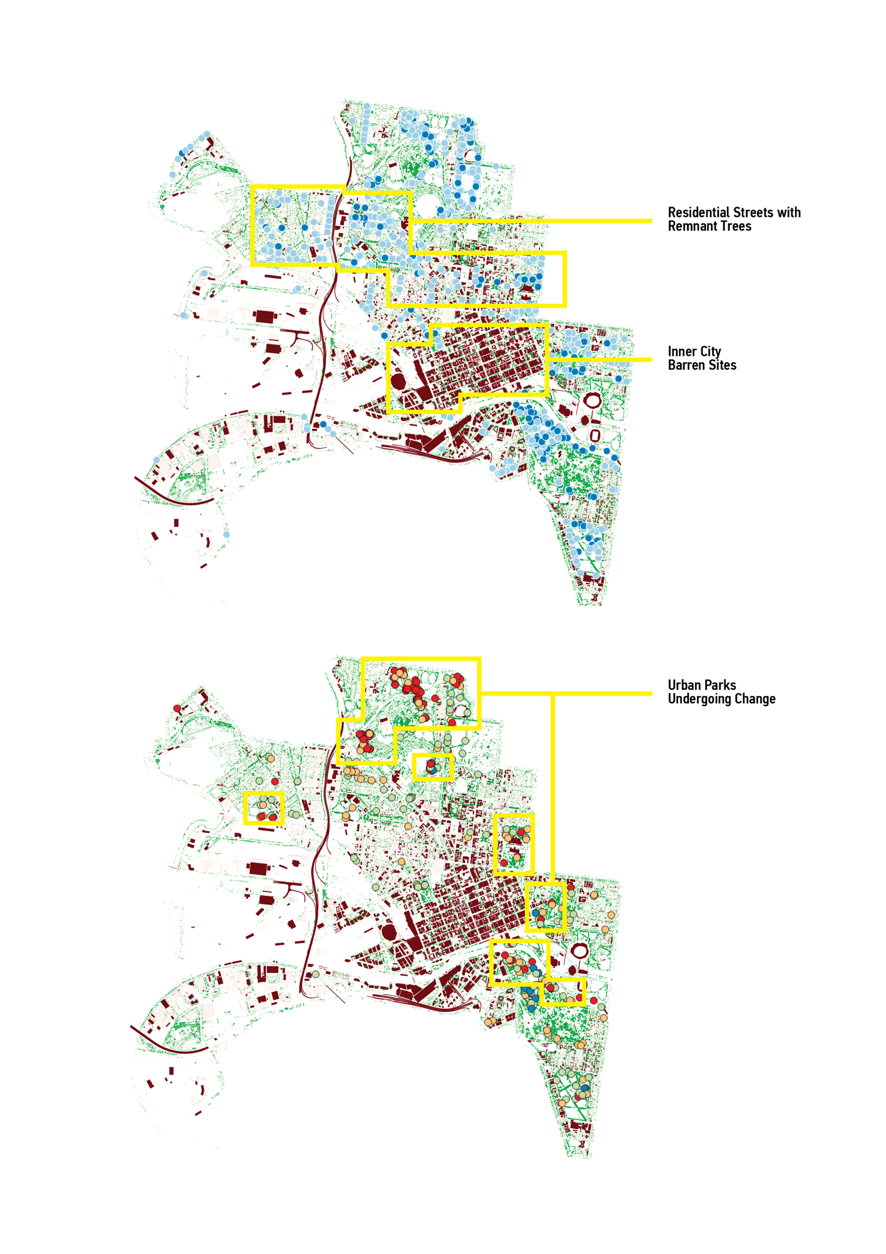 Residential Streets with
Remnant Trees
Inner City
Barren Sites
Urban Parks
Undergoing Change